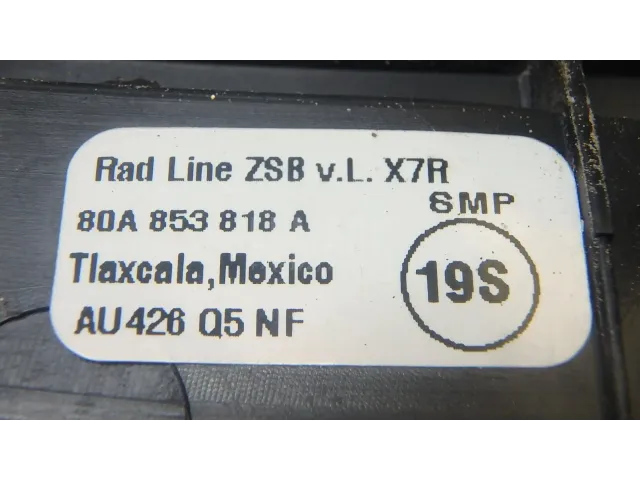 Rad Line ZSB v.L. X7R
SMP
80A 853 818 A
Tlaxcala, Mexico
19S
AU426 Q5 NF